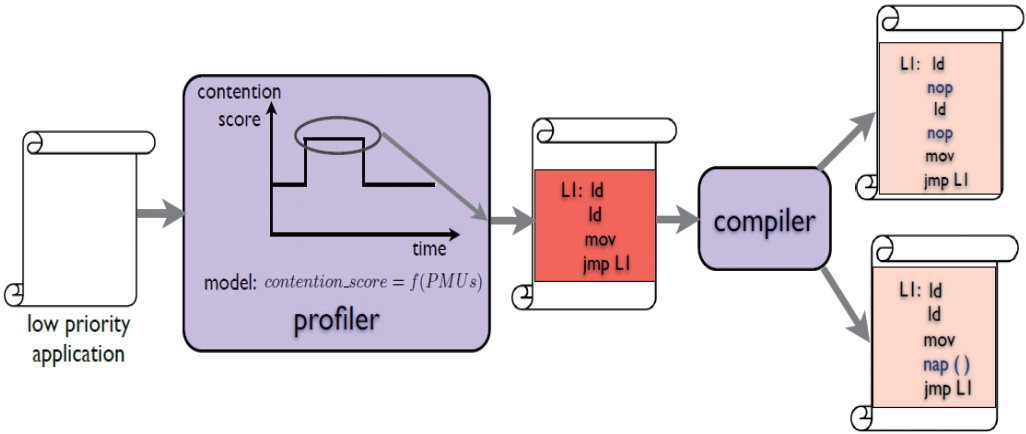 low priority
application
contention
score
time
model: contention_score = f(PMUs)
profiler
L1: ld
ld
mov
jmp L1
compiler
L1: ld
nop
ld
nop
mov
jmp L1
L1: ld
ld
mov
nap ( )
jmp L1